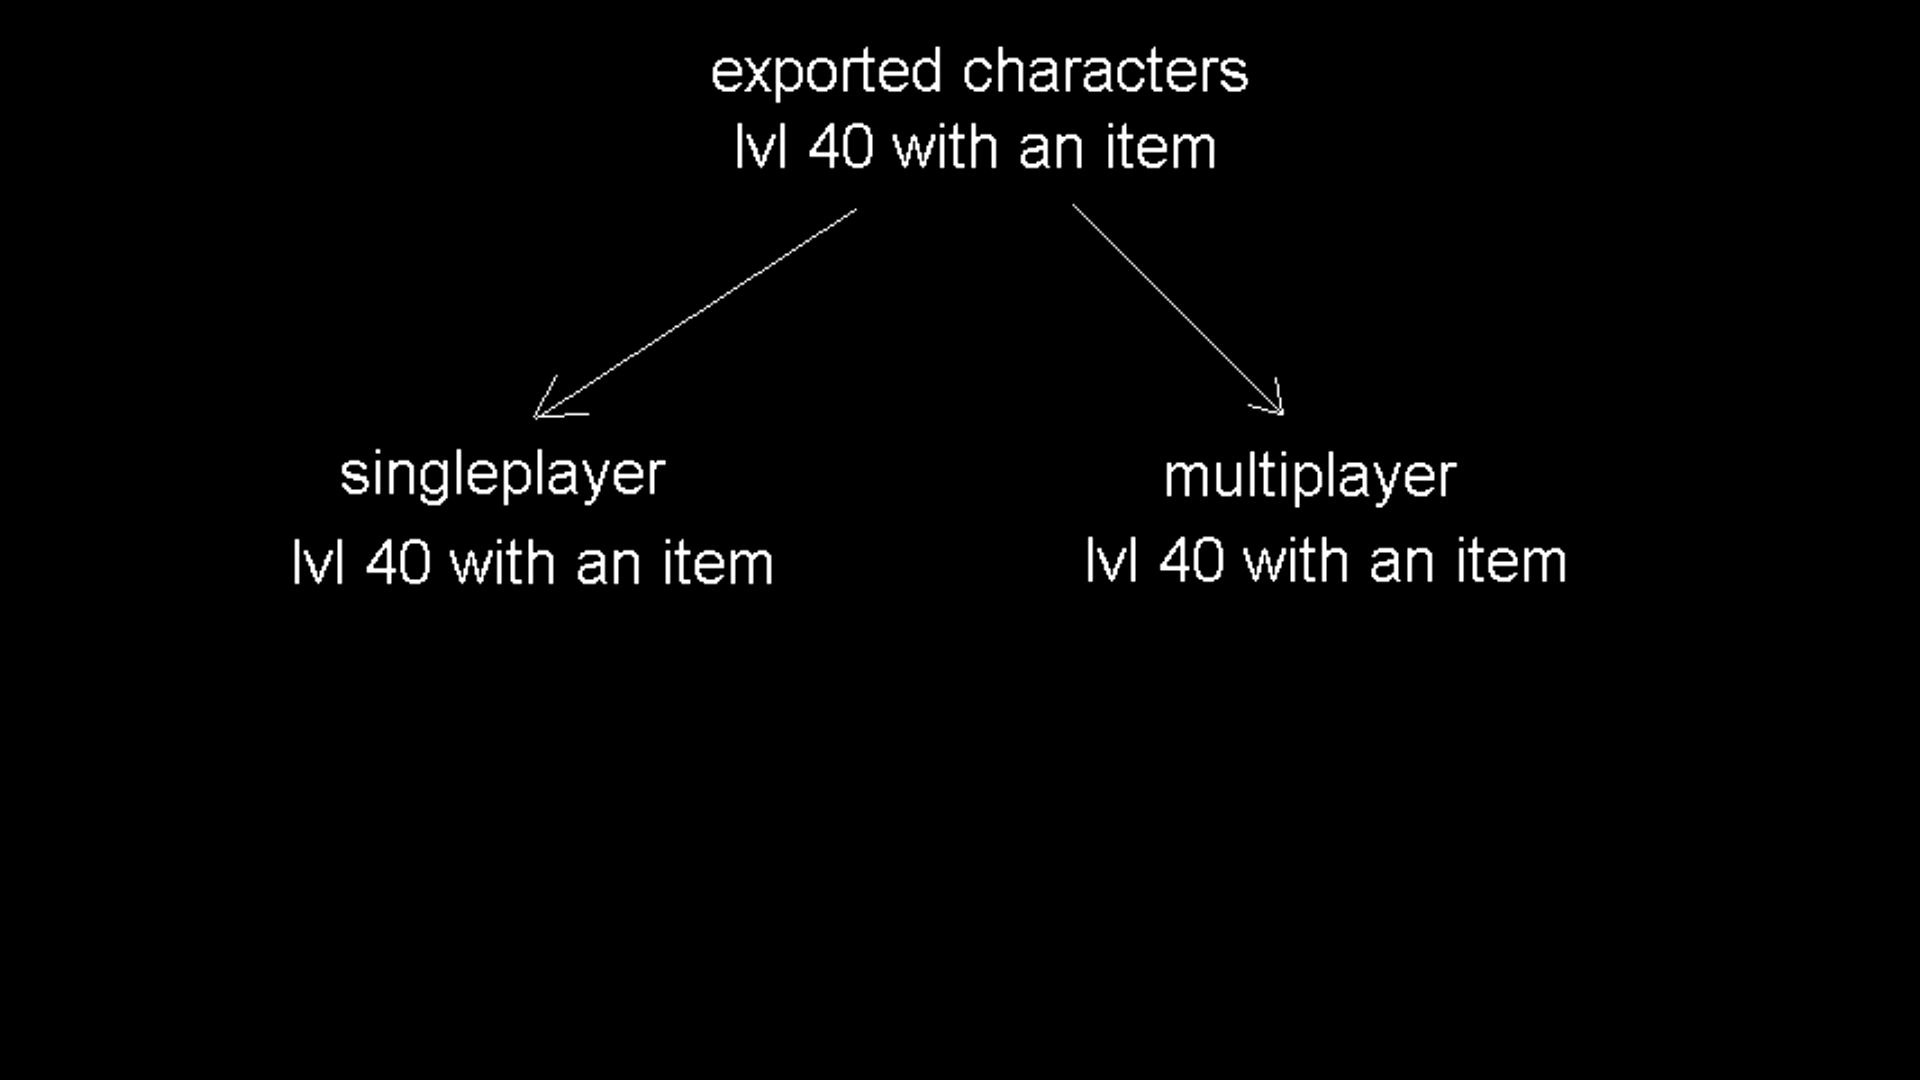 exported characters
lvl 40 with an item
singleplayer
lvl 40 with an item
multiplayer
lvl 40 with an item